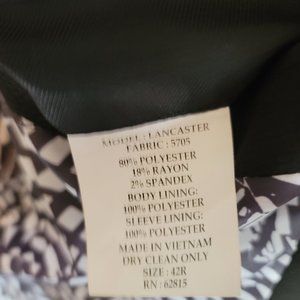 MODEL : LANCASTER
FABRIC : 5705
80% POLYESTER
18% RAYON
2% SPANDEX
BODY LINING:
100% POLYESTER
SLEEVE LINING:
100% POLYESTER
MADE IN VIETNAM
DRY CLEAN ONLY
SIZE : 42R
RN : 62815